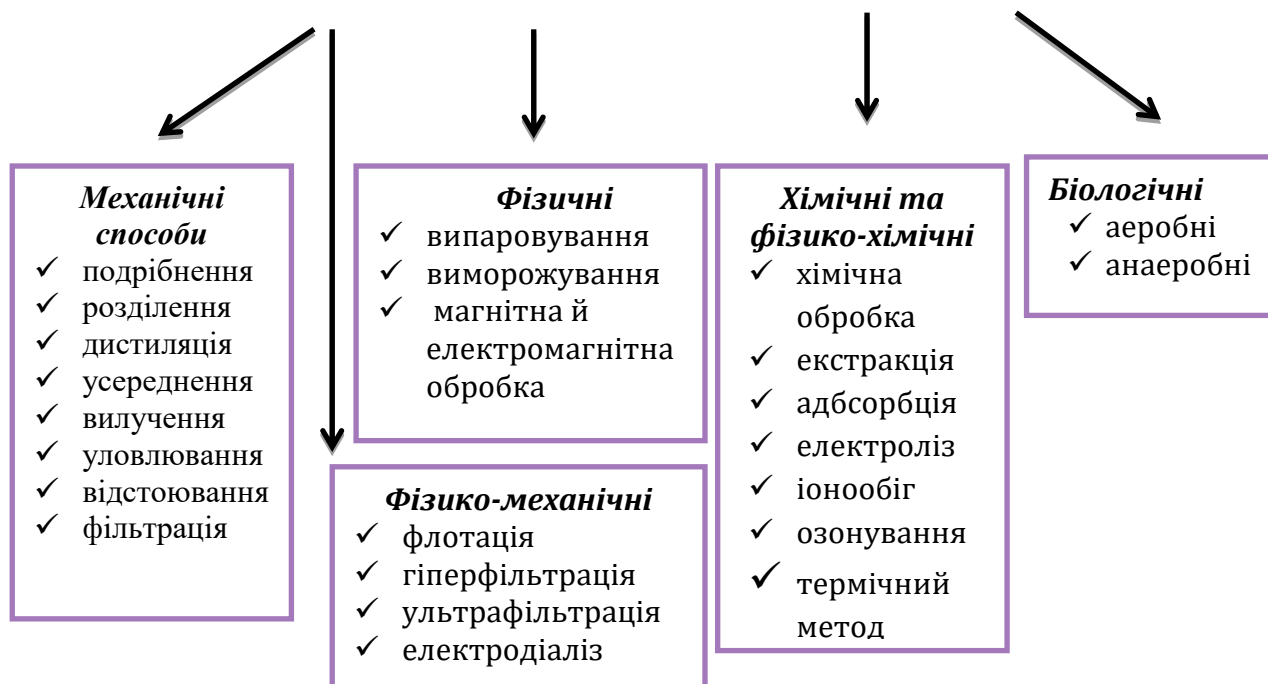 Механічні
способи
подрібнення
розділення
дистиляція
усереднення
вилучення
уловлювання
відстоювання
фільтрація
Фізичні
випаровування
виморожування
магнітна й
електромагнітна
обробка
Фізико-механічні
флотація
гіперфільтрація
ультрафільтрація
електродіаліз
Хімічні та
фізико-хімічні
хімічна
обробка
екстракція
адбсорбція
електроліз
іонообіг
озонування
термічний
метод
Біологічні
аеробні
анаеробні